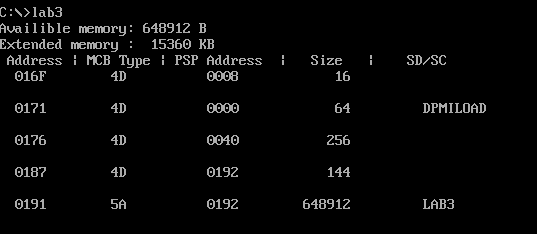 C:\>lab3
Availible memory: 648912 B
Extended memory :  15360 KB
Address | MCB Type | PSP Address  |   Size   |    SD/SC
016F 4D 0008 16
0171 4D 0000 64 DPMILOAD
0176 4D 0040 256
0187 4D 0192 144
0191 5A 0192 648912 LAB3